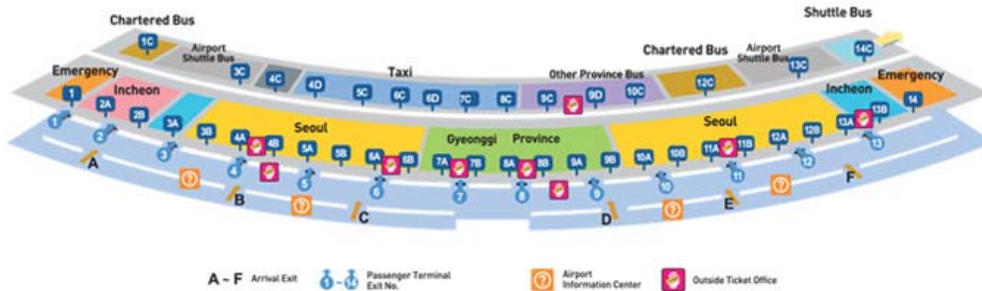 Shuttle Bus
Chartered Bus
1C
Airport
Shuttle Bus
3C
4C
4D
Taxi
5C
6C
6D
7C
8C
Other Province Bus
9C
9D
10C
Chartered Bus
12C
Airport
Shuttle Bus
13C
14C
Emergency
1
Incheon
2A
2B
3A
3B
Seoul
4A
4B
5A
5B
6A
6B
Gyeonggi Province
7A
7B
8A
8B
9A
9B
Seoul
10A
10B
11A
11B
12A
12B
Incheon
13A
13B
Emergency
14
1
2
3
4
5
6
7
8
9
10
11
12
13
A
B
C
D
E
F
?
?
?
?
A ~ F Arrival Exit
1 ~ 14 Passenger Terminal
Exit No.
? Airport
Information Center
Outside Ticket Office